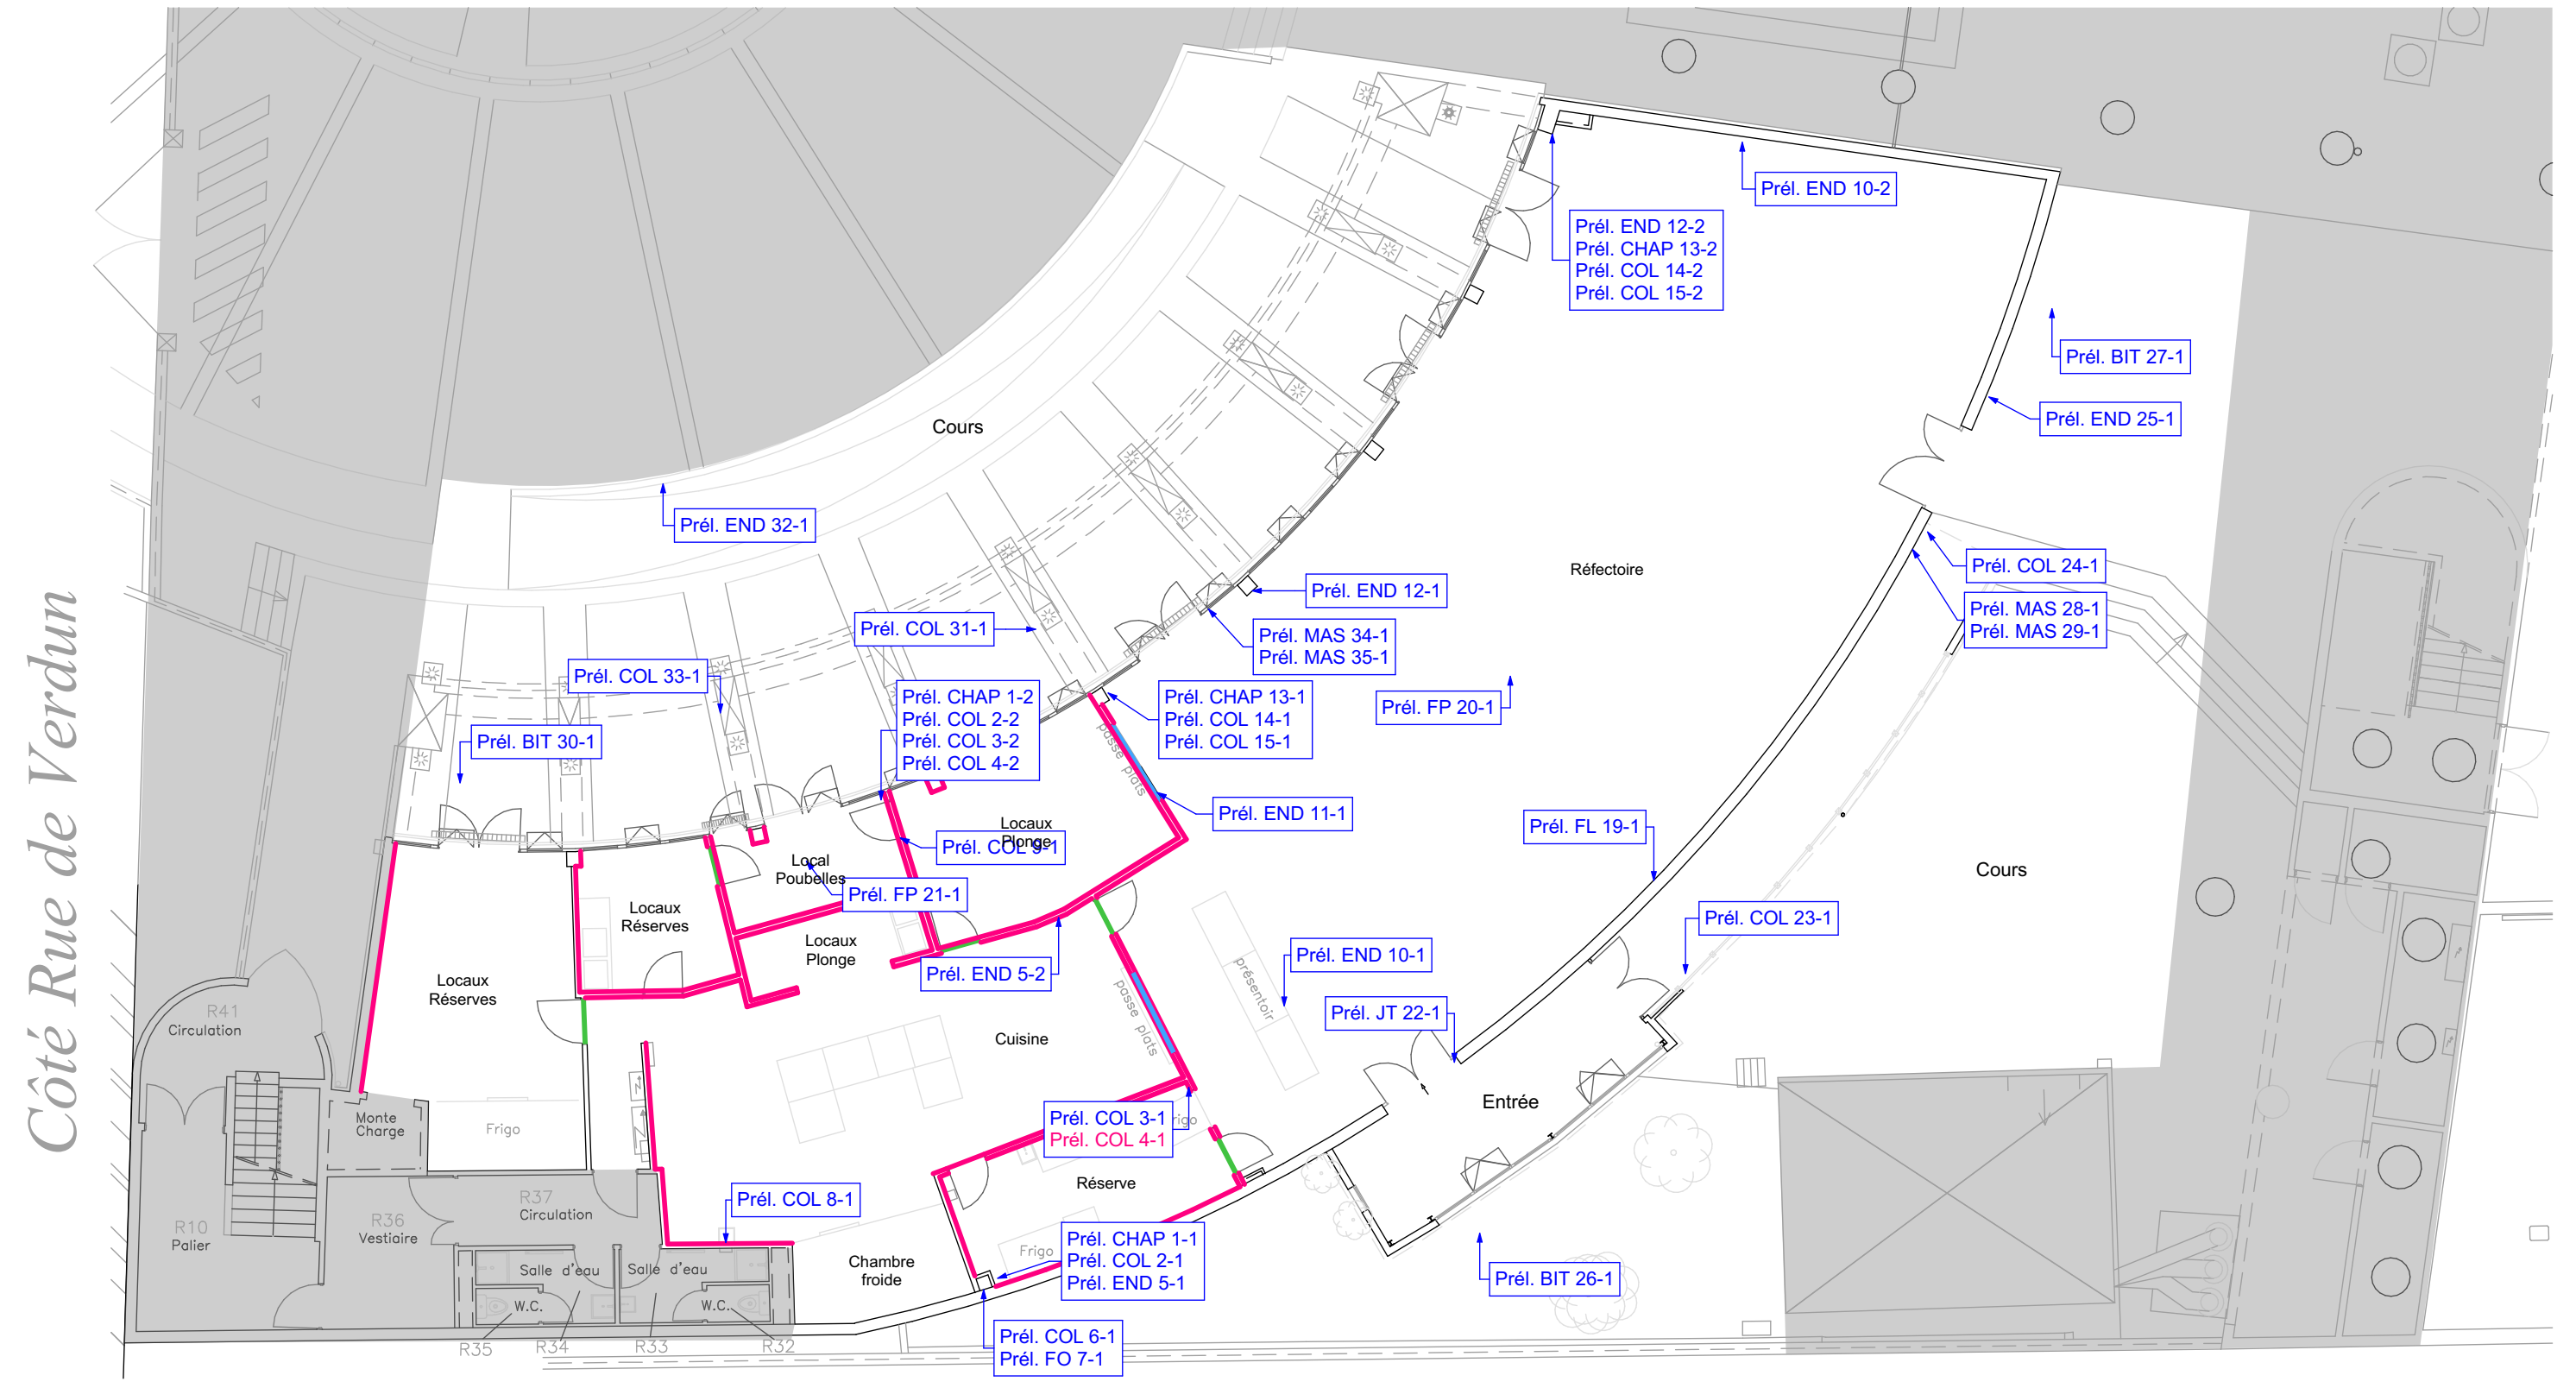 Côté Rue de Verdun
Prél. END 10-2
Prél. END 12-2
Prél. CHAP 13-2
Prél. COL 14-2
Prél. COL 15-2
Prél. BIT 27-1
Prél. END 25-1
Cours
Prél. END 32-1
Réfectoire
Prél. COL 24-1
Prél. END 12-1
Prél. MAS 28-1
Prél. MAS 29-1
Prél. COL 31-1
Prél. MAS 34-1
Prél. MAS 35-1
Prél. COL 33-1
Prél. CHAP 1-2
Prél. COL 2-2
Prél. COL 3-2
Prél. COL 4-2
Prél. CHAP 13-1
Prél. COL 14-1
Prél. COL 15-1
Prél. FP 20-1
Prél. BIT 30-1
passe plats
Prél. END 11-1
Locaux
Plonge
Prél. COL 9-1
Prél. FL 19-1
Local
Poubelles
Prél. FP 21-1
Cours
Locaux
Réserves
Prél. COL 23-1
Locaux
Plonge
Prél. END 5-2
Prél. END 10-1
présentoir
passe plats
Locaux
Réserves
R41
Circulation
Prél. JT 22-1
Cuisine
Entrée
Monte
Charge
Frigo
Prél. COL 3-1
Prél. COL 4-1
rigo
Réserve
Prél. COL 8-1
R37
Circulation
R36
Vestiaire
R10
Palier
Prél. CHAP 1-1
Prél. COL 2-1
Prél. END 5-1
Frigo
Chambre
froide
Salle d'eau
Salle d'eau
Prél. BIT 26-1
W.C.
W.C.
Prél. COL 6-1
Prél. FO 7-1
R35
R34
R33
R32